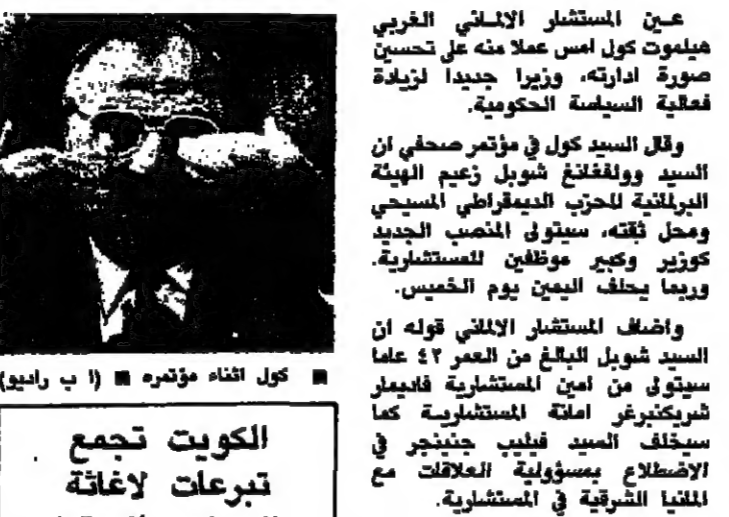 عـين المستشار الالمـاني الغربي
هيلموت كول امس عملا منه على تحسين
صورة ادارته، وزيرا جديدا لزيادة
فعالية السياسة الحكومية.
وقال السيد كول في مؤتمر صحفي ان
السيد وولفغانغ شوبل زعيم الهيئة
البرلمانية للحزب الديمقراطي المسيحي
ومحل ثقته، سيتولى المنصب الجديد
كوزير وكبير موظفين للمستشارية.
وربما يحلف اليمين يوم الخميس.
واضاف المستشار الالماني قوله ان
السيد شوبل البالغ من العمر ٤٢ عاما
سيتولى من امين المستشارية فالديمار
شريكنبرغر امانة المستشاريـة كما
سيخلف السيد فيليب جنينجر في
الاضطلاع بمسؤولية العلاقات مع
المانيا الشرقية في المستشارية.
■ كول اثناء مؤتمره ■ (ا ب راديو)
الكويت تجمع
تبرعات لاغاثة